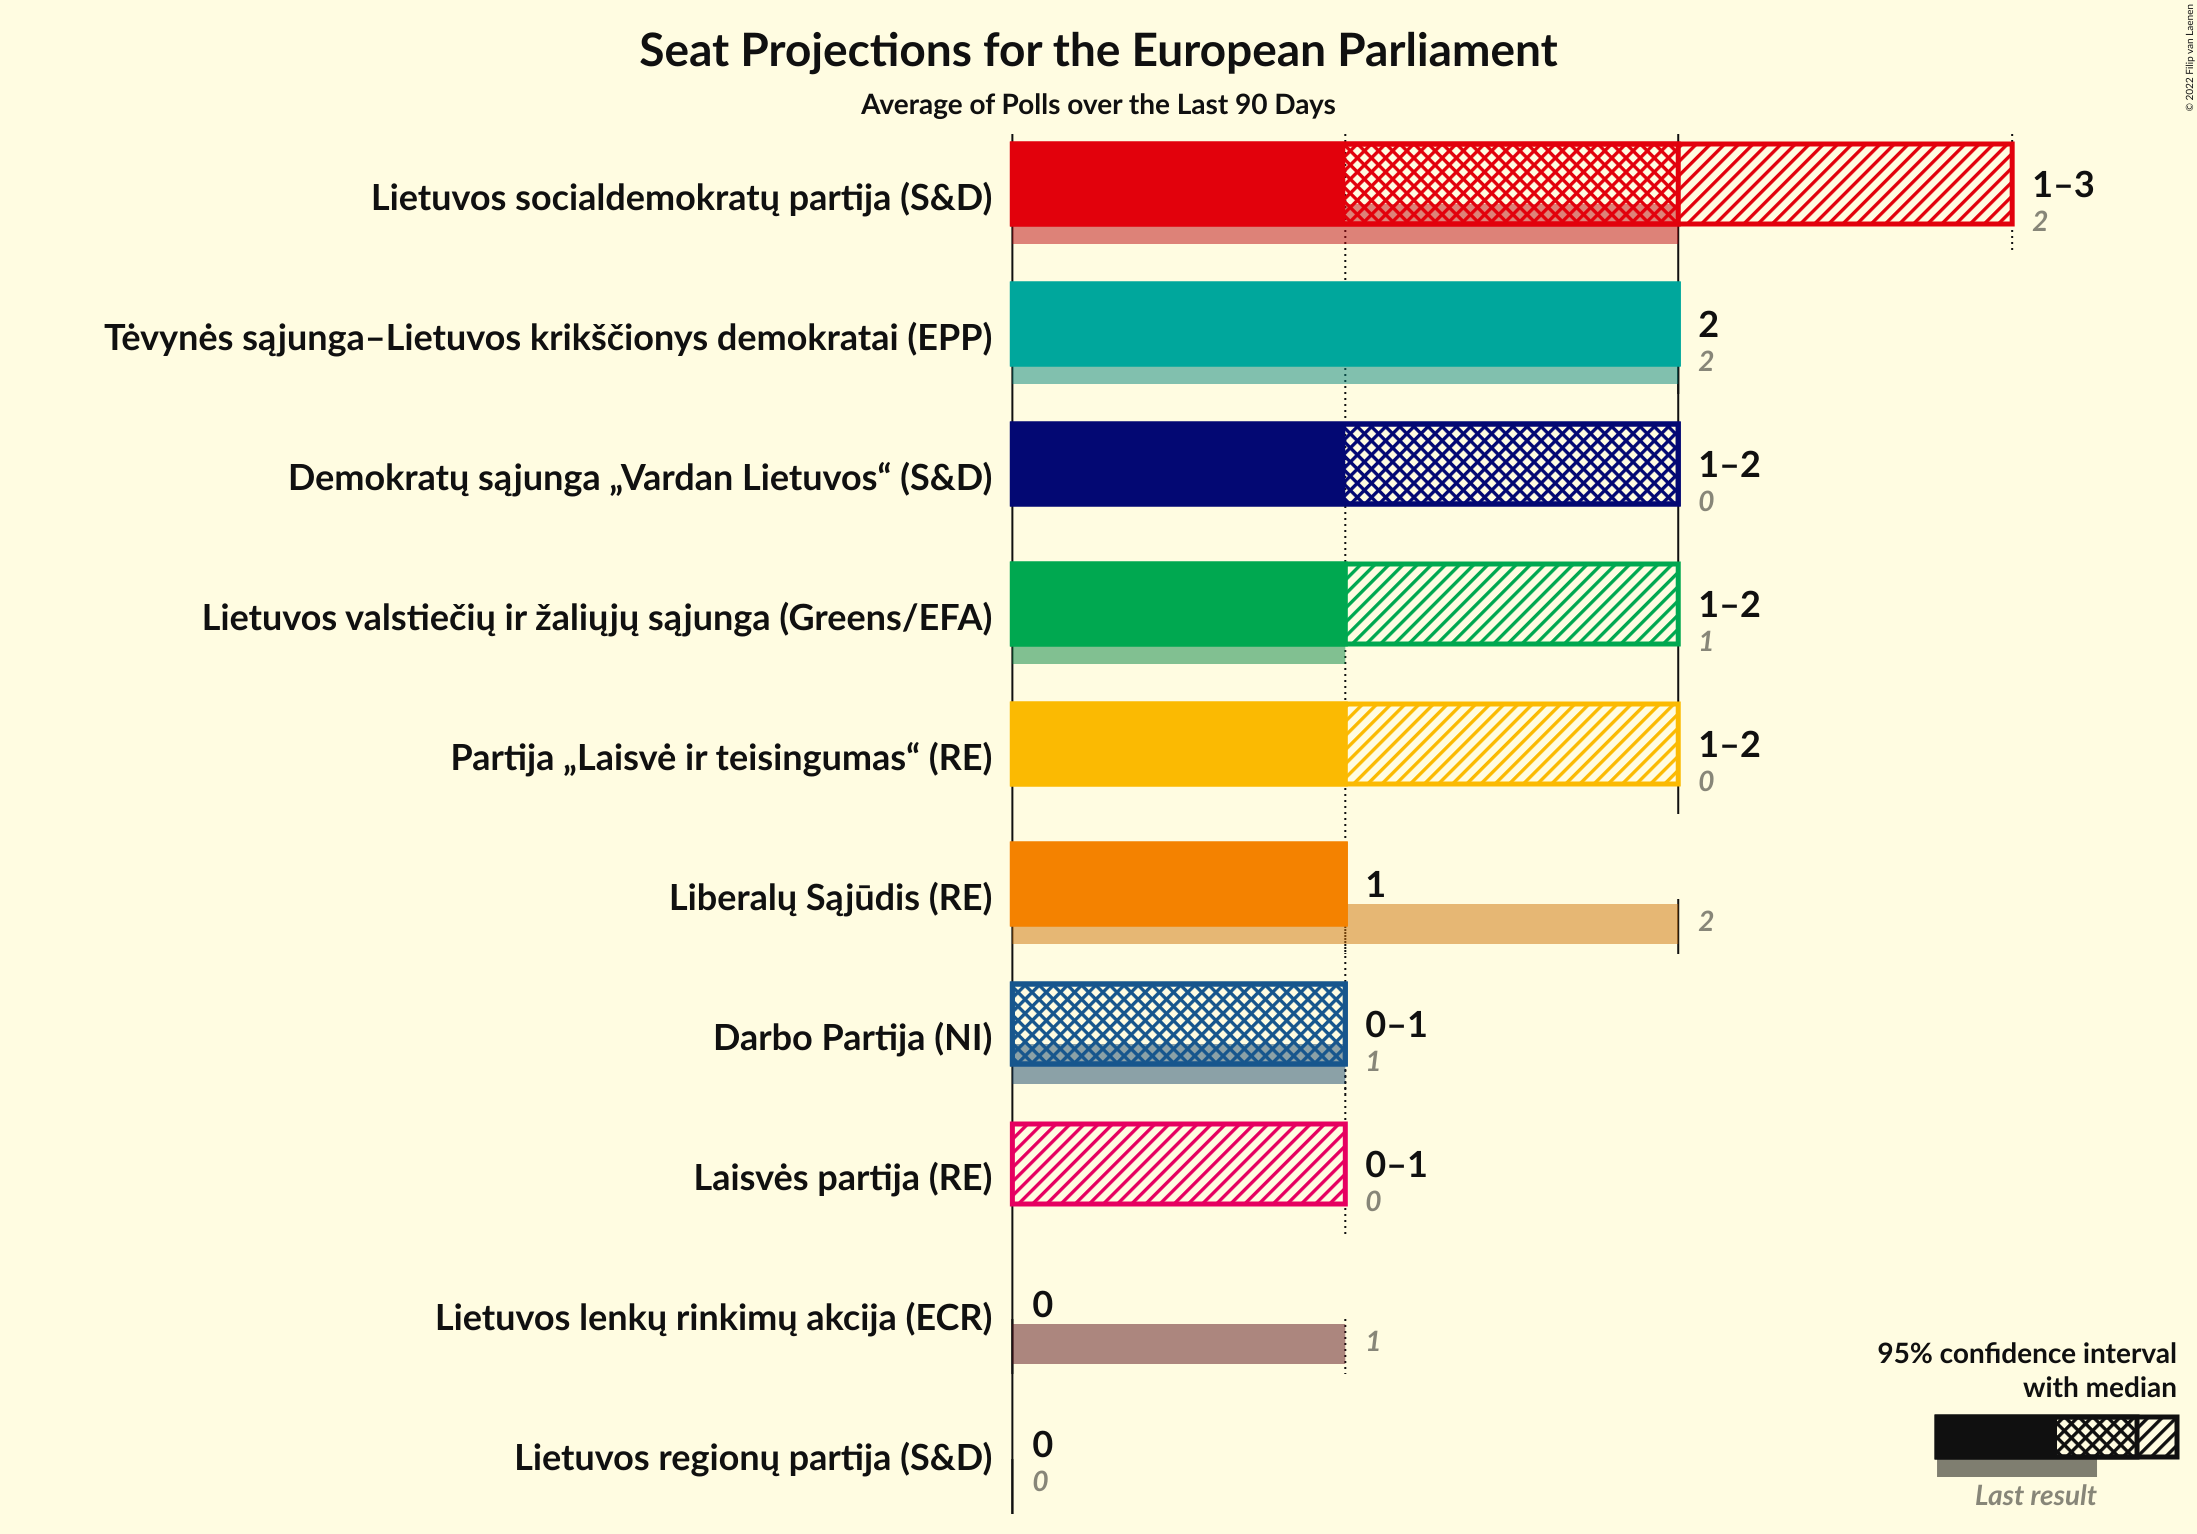 Seat Projections for the European Parliament
Average of Polls over the Last 90 Days
© 2022 Filip van Laenen
Lietuvos socialdemokratų partija (S&D)
1–3
2
Tėvynės sąjunga–Lietuvos krikščionys demokratai (EPP)
2
2
Demokratų sąjunga „Vardan Lietuvos“ (S&D)
1–2
0
Lietuvos valstiečių ir žaliųjų sąjunga (Greens/EFA)
1–2
1
Partija „Laisvė ir teisingumas“ (RE)
1–2
0
Liberalų Sąjūdis (RE)
1
2
Darbo Partija (NI)
0–1
1
Laisvės partija (RE)
0–1
0
Lietuvos lenkų rinkimų akcija (ECR)
0
1
Lietuvos regionų partija (S&D)
0
0
95% confidence interval
with median
Last result